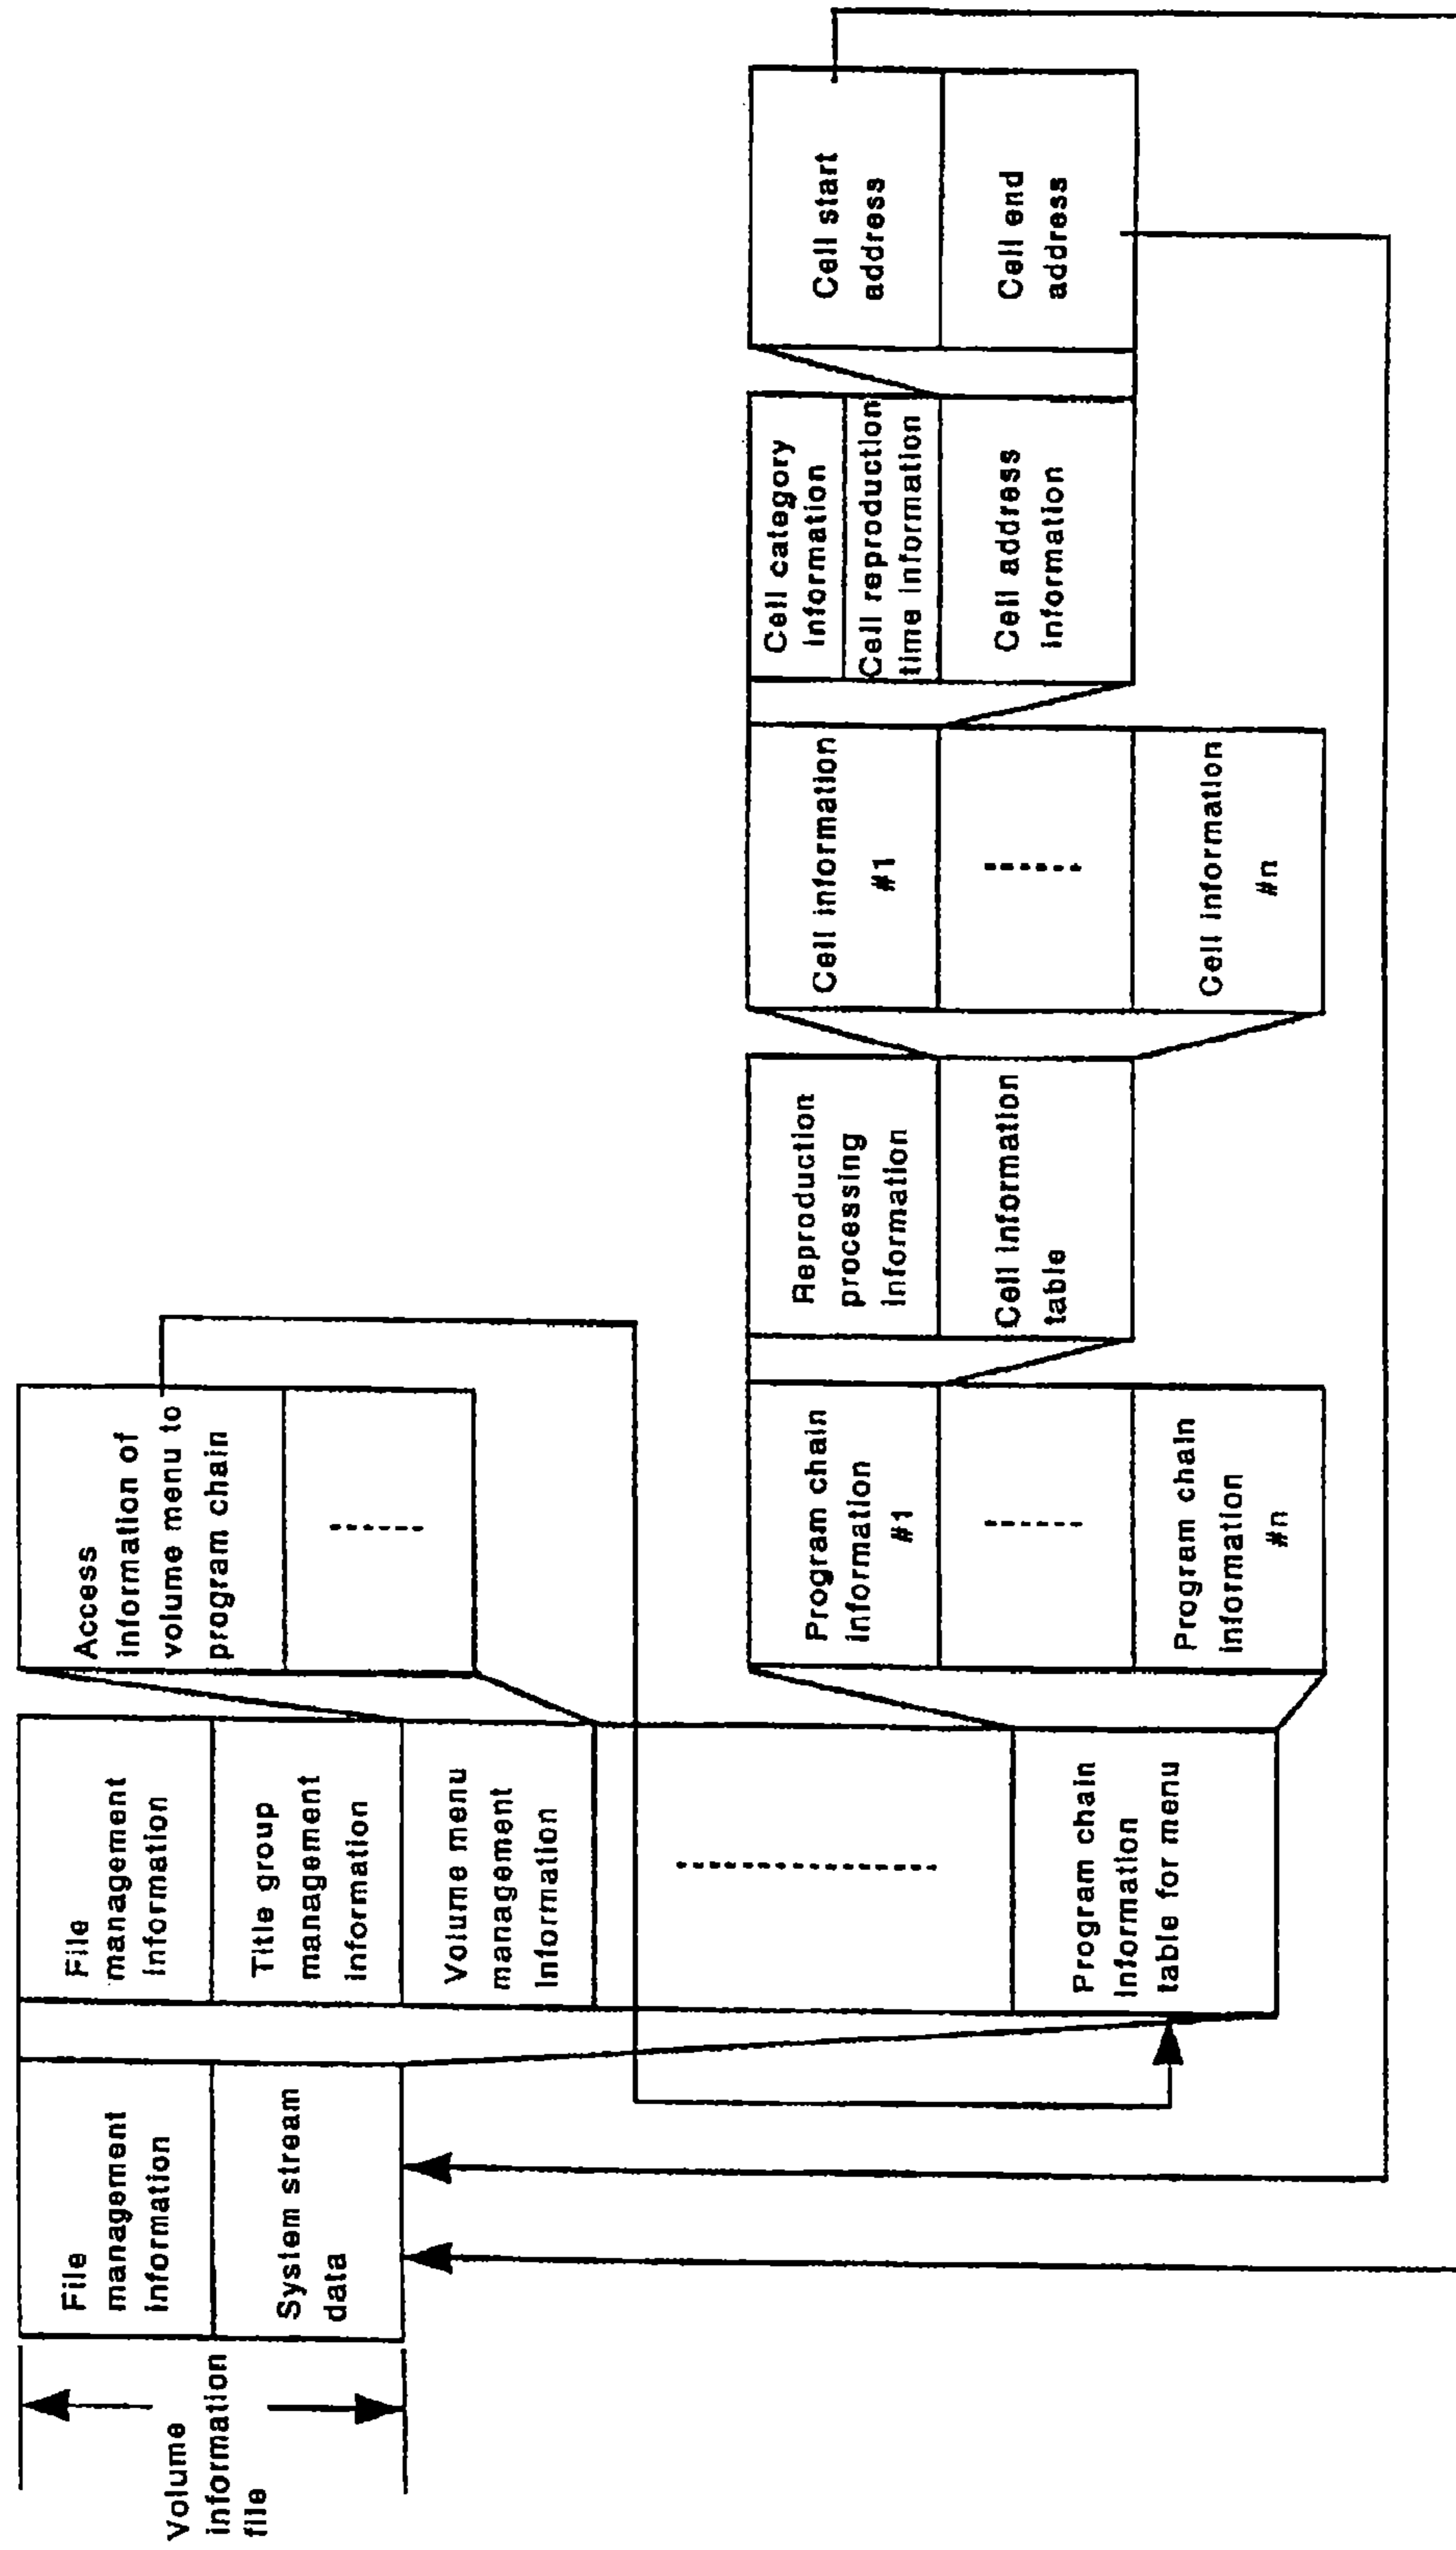 Volume
information
file
File
management
information
System stream
data
File
management
information
Title group
management
information
Volume menu
management
information
Program chain
information
table for menu
Access
information of
volume menu to
program chain
Program chain
information
#1
Program chain
information
#n
Reproduction
processing
information
Cell information
table
Cell information
#1
Cell information
#n
Cell category
information
Cell reproduction
time information
Cell address
information
Cell start
address
Cell end
address